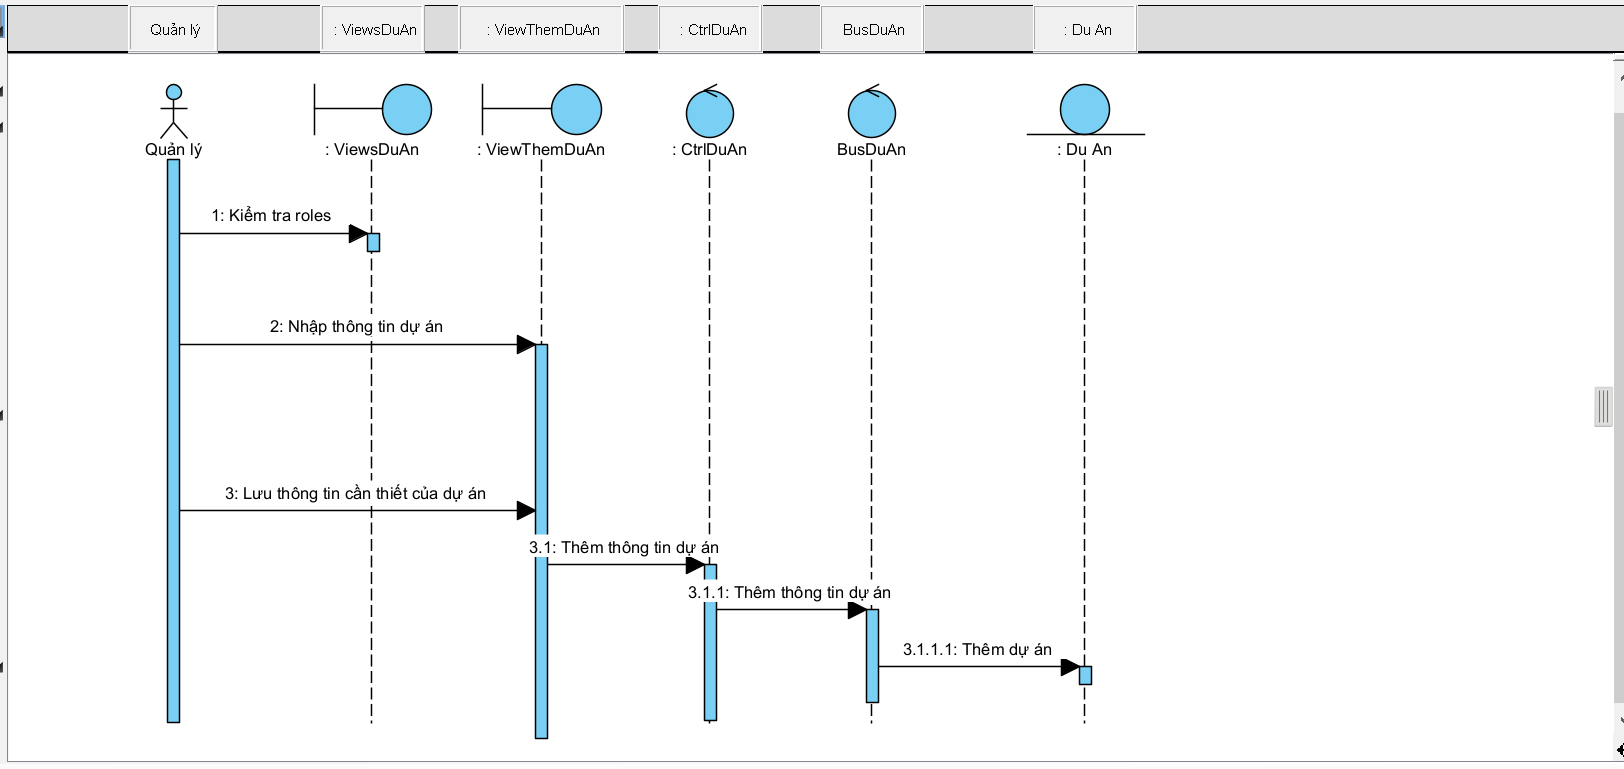 Quản lý
: ViewsDuAn
: ViewThemDuAn
: CtrlDuAn
BusDuAn
: Du An
Quản lý
: ViewsDuAn
: ViewThemDuAn
: CtrlDuAn
BusDuAn
: Du An
1: Kiểm tra roles
2: Nhập thông tin dự án
3: Lưu thông tin cần thiết của dự án
3.1: Thêm thông tin dự án
3.1.1: Thêm thông tin dự án
3.1.1.1: Thêm dự án